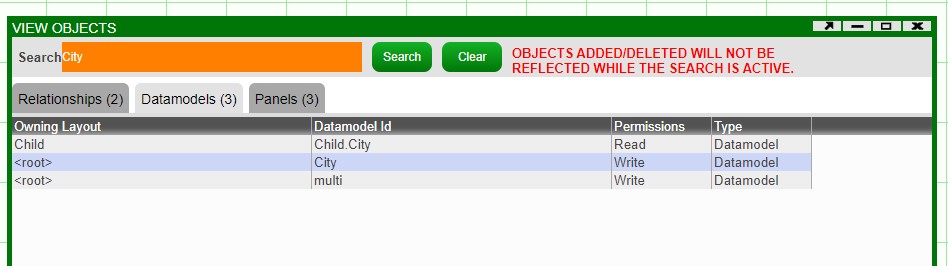 VIEW OBJECTS
Search City Search Clear OBJECTS ADDED/DELETED WILL NOT BE
REFLECTED WHILE THE SEARCH IS ACTIVE.
Relationships (2) Datamodels (3) Panels (3)
Owning Layout Datamodel Id Permissions Type
Child Child.City Read Datamodel
<root> City Write Datamodel
<root> multi Write Datamodel